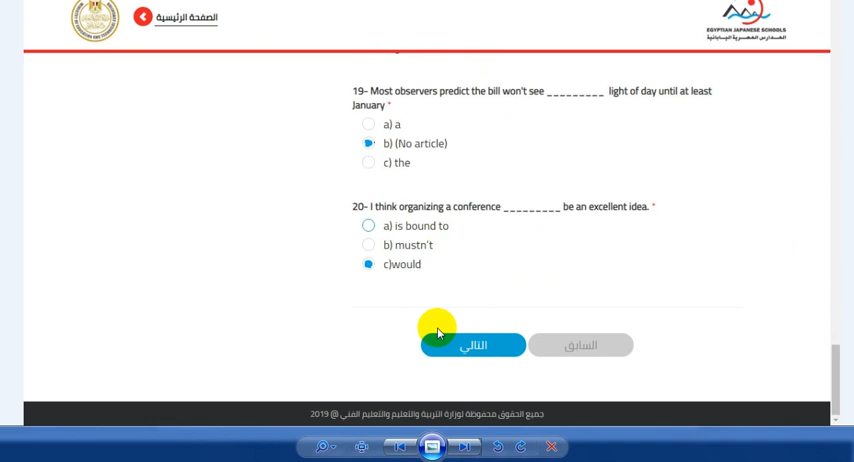 الصفحة الرئيسية
EGYPTIAN JAPANESE SCHOOLS
المدارس المصرية اليابانية
19- Most observers predict the bill won't see _________ light of day until at least
January *
a) a
b) (No article)
c) the
20- I think organizing a conference _________ be an excellent idea. *
a) is bound to
b) mustn't
c)would
التالي
السابق
جميع الحقوق محفوظة لوزارة التربية والتعليم والتعليم الفني @ 2019